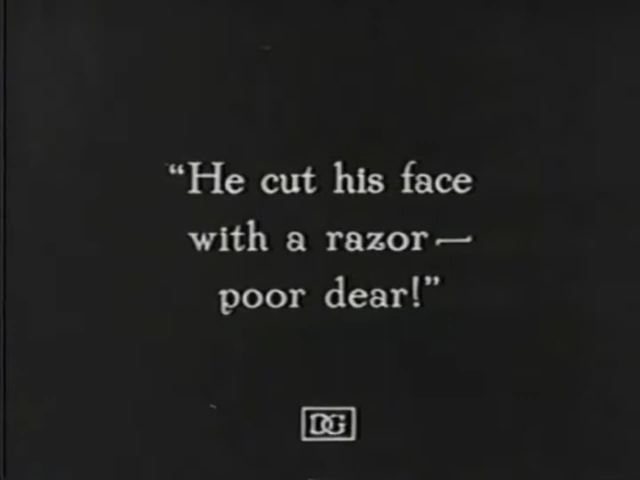 “He cut his face
with a razor—
poor dear!”
DG